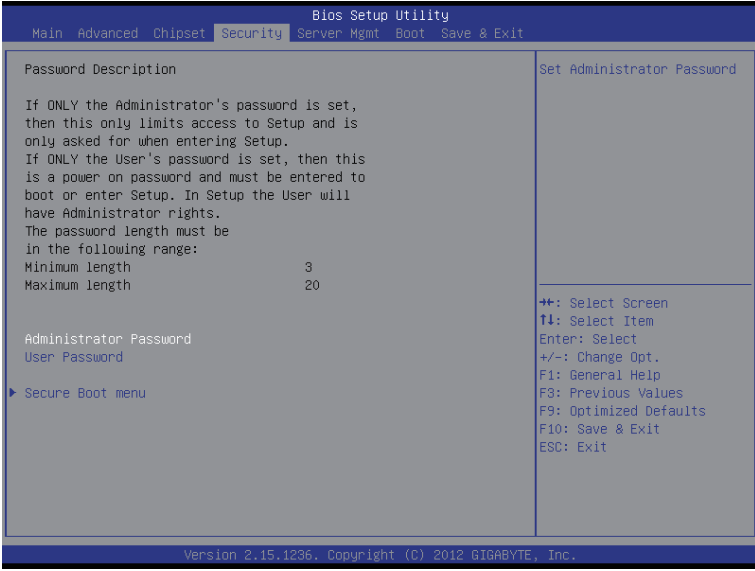 Bios Setup Utility
Main Advanced Chipset Security Server Mgmt Boot Save & Exit
Password Description
If ONLY the Administrator's password is set,
then this only limits access to Setup and is
only asked for when entering Setup.
If ONLY the User's password is set, then this
is a power on password and must be entered to
boot or enter Setup. In Setup the User will
have Administrator rights.
The password length must be
in the following range:
Minimum length 3
Maximum length 20
Administrator Password
User Password
Secure Boot menu
Set Administrator Password
→←: Select Screen
↑↓: Select Item
Enter: Select
+/-: Change Opt.
F1: General Help
F3: Previous Values
F9: Optimized Defaults
F10: Save & Exit
ESC: Exit
Version 2.15.1236. Copyright (C) 2012 GIGABYTE, Inc.